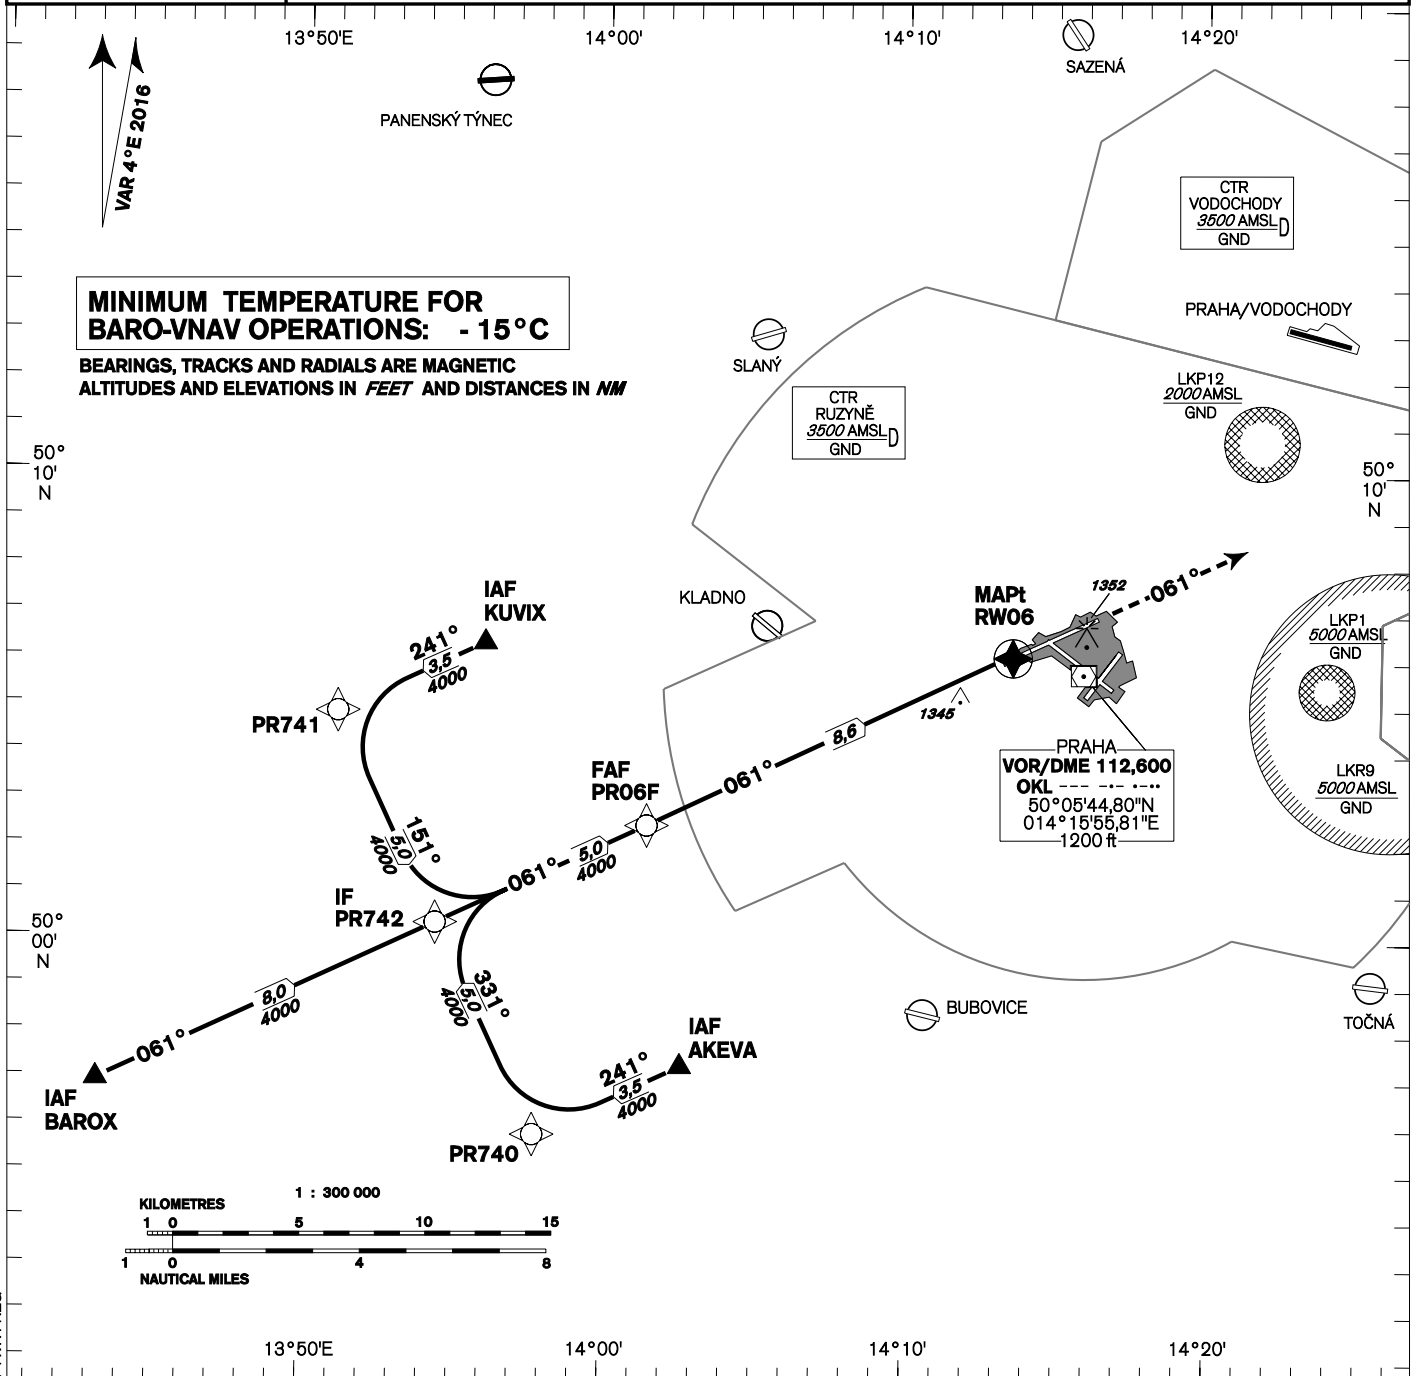 13°50'E
14°00'
14°10'
14°20'
SAZENÁ
VAR 4°E 2016
PANENSKÝ TÝNEC
CTR
VODOCHODY
3500 AMSL D
GND
MINIMUM TEMPERATURE FOR
BARO-VNAV OPERATIONS: - 15°C
BEARINGS, TRACKS AND RADIALS ARE MAGNETIC
ALTITUDES AND ELEVATIONS IN FEET AND DISTANCES IN NM
PRAHA/VODOCHODY
SLANÝ
LKP12
2000 AMSL
GND
CTR
RUZYNĚ
3500 AMSL D
GND
50°
10'
N
50°
10'
N
IAF
KUVIX
241°
3,5
4000
KLADNO
MAPt
RW06
1352
061°
LKP1
5000 AMSL
GND
PR741
1345
8,6
PRAHA
VOR/DME 112,600
OKL --- -·- ·-··
50°05'44,80"N
014°15'55,81"E
1200 ft
LKR9
5000 AMSL
GND
FAF
PR06F
061°
151°
5,0
4000
061°
5,0
4000
IF
PR742
50°
00'
N
8,0
4000
331°
5,0
4000
BUBOVICE
TOČNÁ
061°
IAF
AKEVA
241°
3,5
4000
IAF
BAROX
PR740
1 : 300 000
KILOMETRES
1 0 5 10 15
1 0 4 8
NAUTICAL MILES
13°50'E
14°00'
14°10'
14°20'